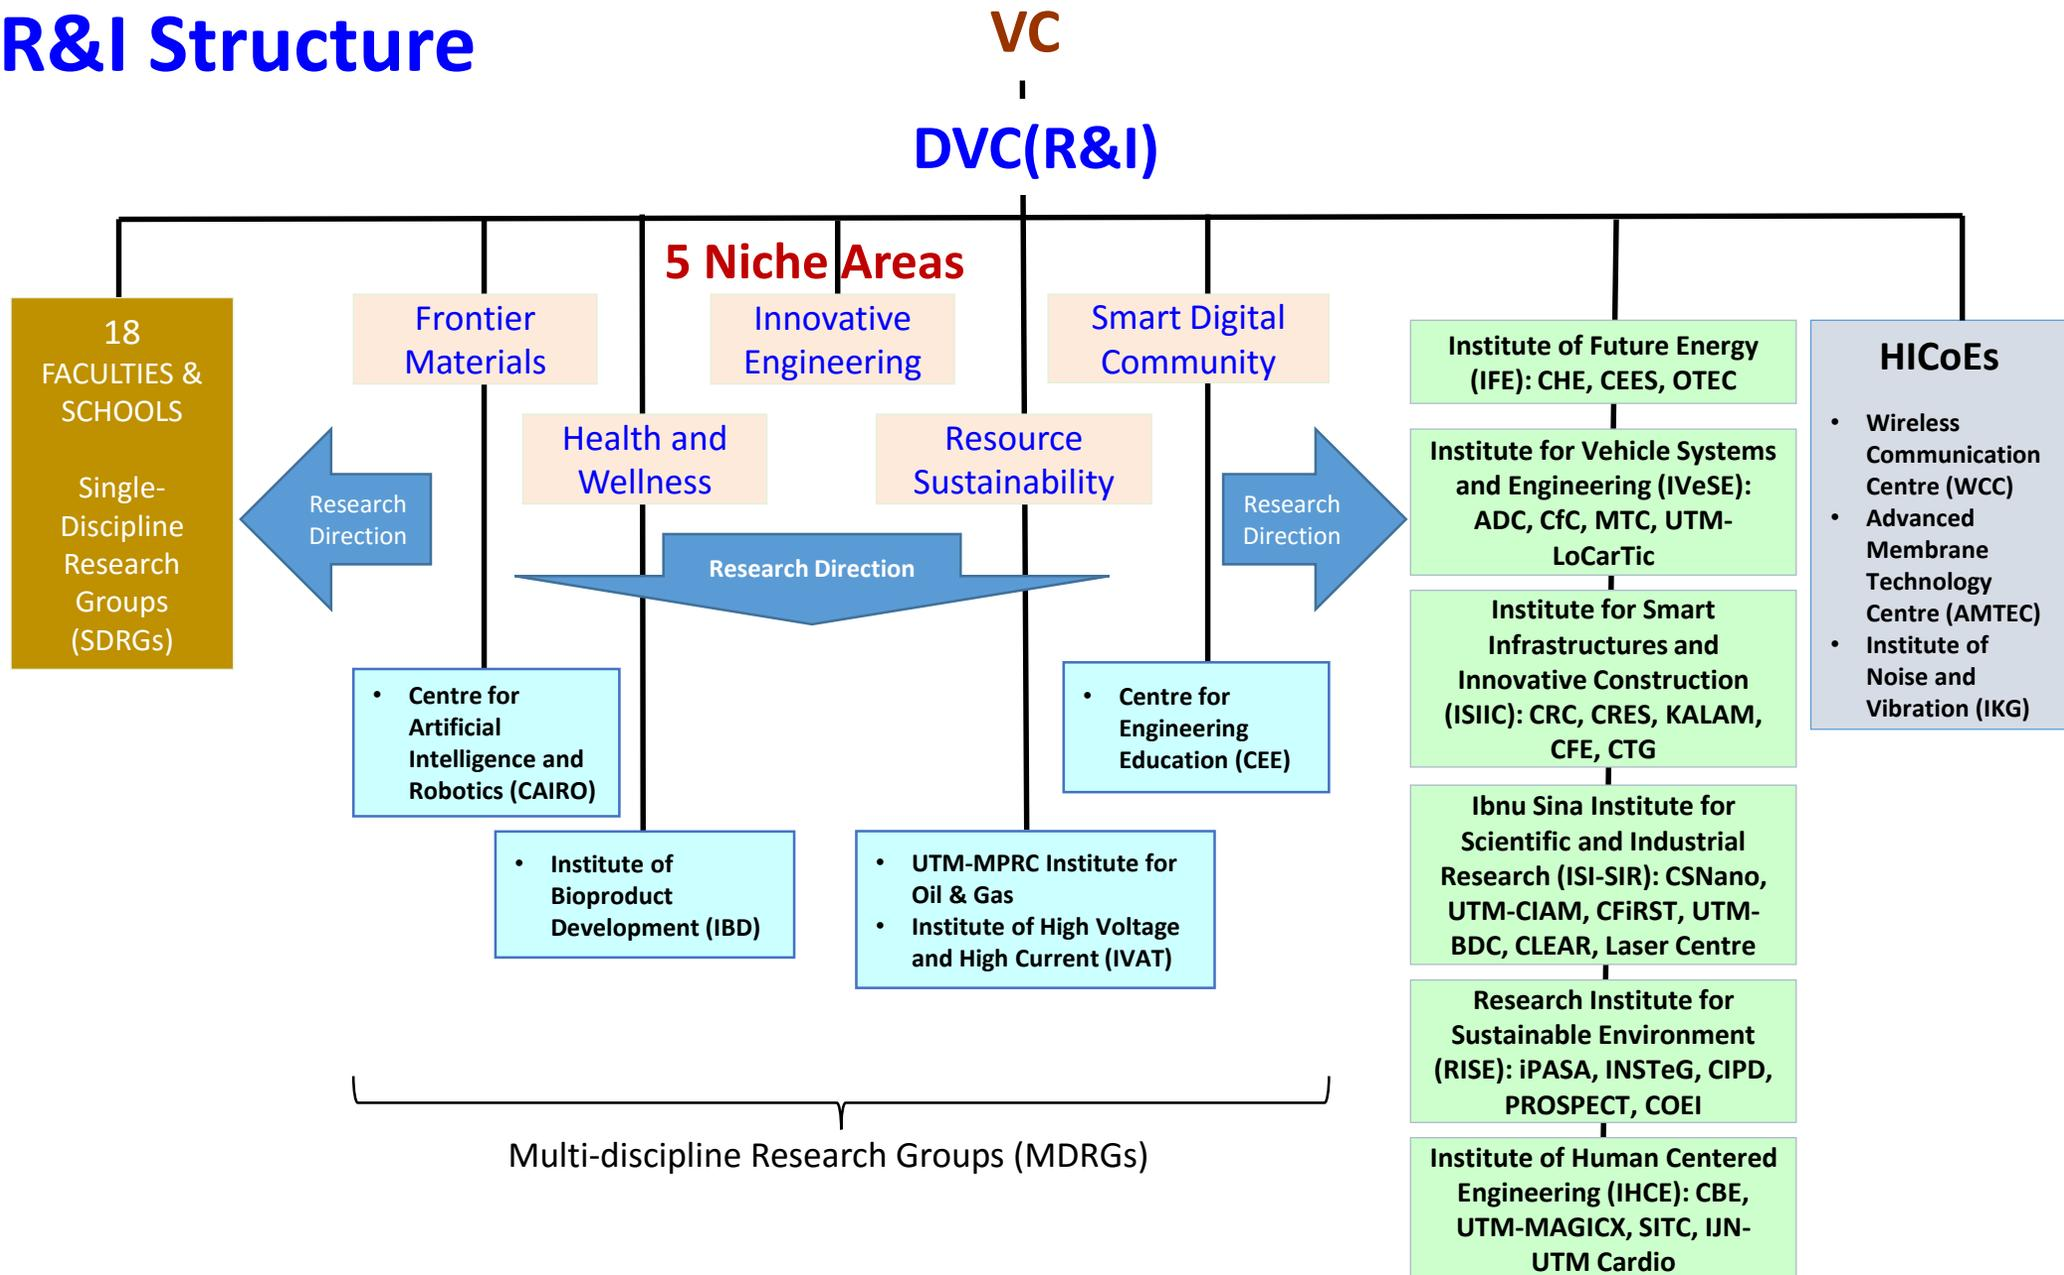 R&I Structure
VC
DVC(R&I)
5 Niche Areas
18
FACULTIES &
SCHOOLS
Single-
Discipline
Research
Groups
(SDRGs)
Research
Direction
Frontier
Materials
Innovative
Engineering
Smart Digital
Community
Health and
Wellness
Resource
Sustainability
Research Direction
Research
Direction
• Centre for
Artificial
Intelligence and
Robotics (CAIRO)
• Institute of
Bioproduct
Development (IBD)
• UTM-MPRC Institute for
Oil & Gas
• Institute of High Voltage
and High Current (IVAT)
• Centre for
Engineering
Education (CEE)
Multi-discipline Research Groups (MDRGs)
Institute of Future Energy
(IFE): CHE, CEES, OTEC
Institute for Vehicle Systems
and Engineering (IVeSE):
ADC, CfC, MTC, UTM-
LoCarTic
Institute for Smart
Infrastructures and
Innovative Construction
(ISIIC): CRC, CRES, KALAM,
CFE, CTG
Ibnu Sina Institute for
Scientific and Industrial
Research (ISI-SIR): CSNano,
UTM-CIAM, CFiRST, UTM-
BDC, CLEAR, Laser Centre
Research Institute for
Sustainable Environment
(RISE): iPASA, INSTeG, CIPD,
PROSPECT, COEI
Institute of Human Centered
Engineering (IHCE): CBE,
UTM-MAGICX, SITC, IJN-
UTM Cardio
HICoEs
• Wireless
Communication
Centre (WCC)
• Advanced
Membrane
Technology
Centre (AMTEC)
• Institute of
Noise and
Vibration (IKG)